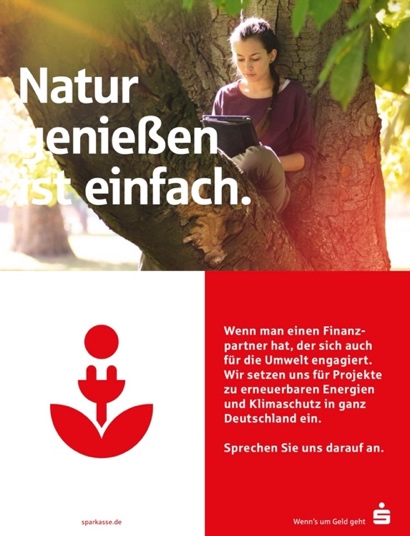 Natur
genießen
ist einfach.
Wenn man einen Finanz-
partner hat, der sich auch
für die Umwelt engagiert.
Wir setzen uns für Projekte
zu erneuerbaren Energien
und Klimaschutz in ganz
Deutschland ein.
Sprechen Sie uns darauf an.
sparkasse.de
Wenn's um Geld geht